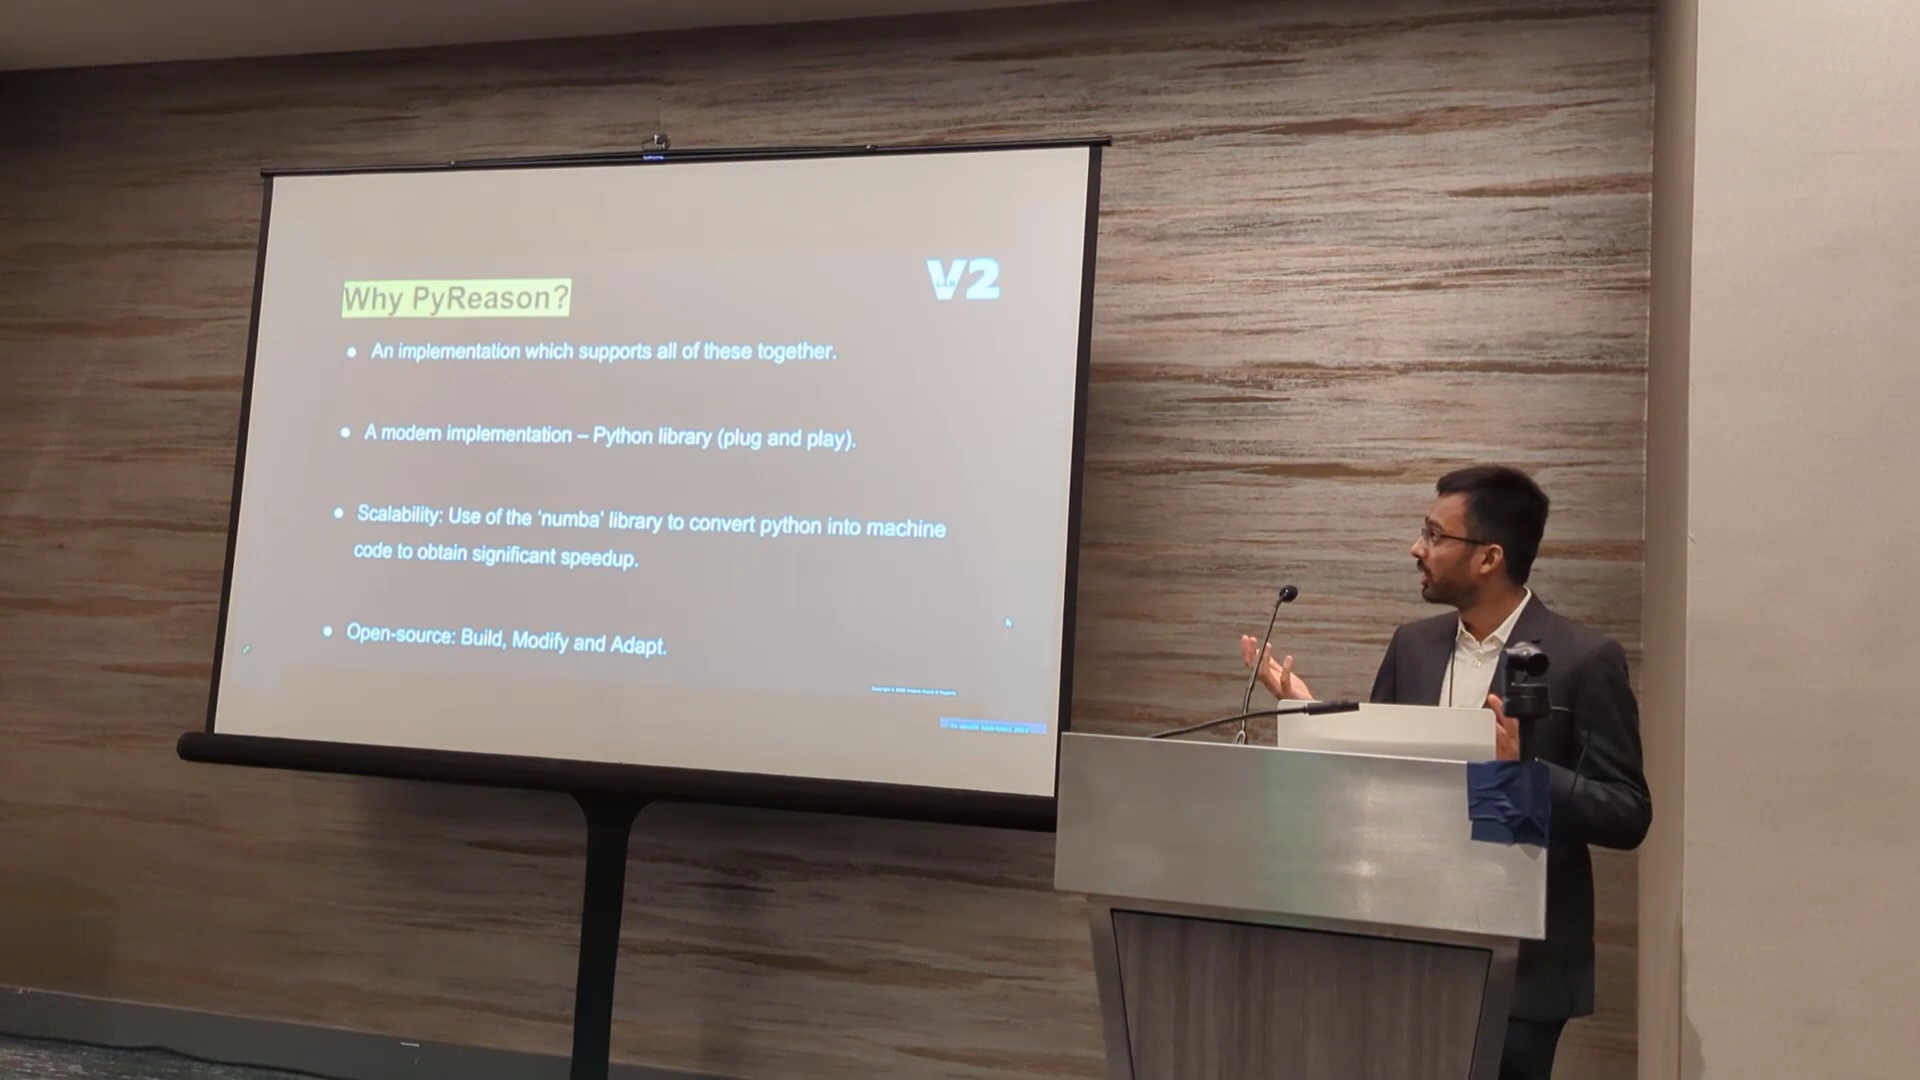 V2
LAB
Why PyReason?
● An implementation which supports all of these together.
● A modern implementation – Python library (plug and play).
● Scalability: Use of the ‘numba’ library to convert python into machine
code to obtain significant speedup.
● Open-source: Build, Modify and Adapt.